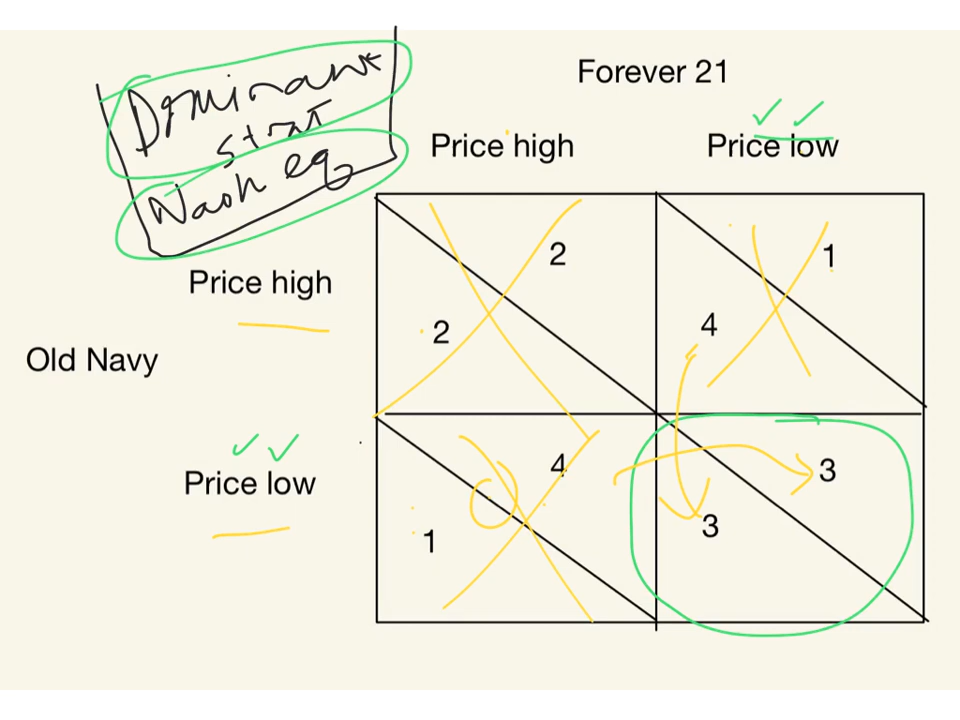 Dominant
strat
Nash eq
Forever 21
Price high Price low
Price high
2 1
2 4
Old Navy
Price low
4 3
1 3